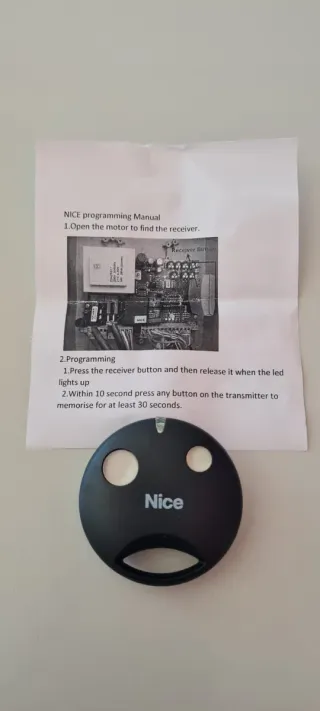 NICE programming Manual
1.Open the motor to find the receiver.
2.Programming
1.Press the receiver button and then release it when the led
lights up
2.Within 10 second press any button on the transmitter to
memorise for at least 30 seconds.
Nice